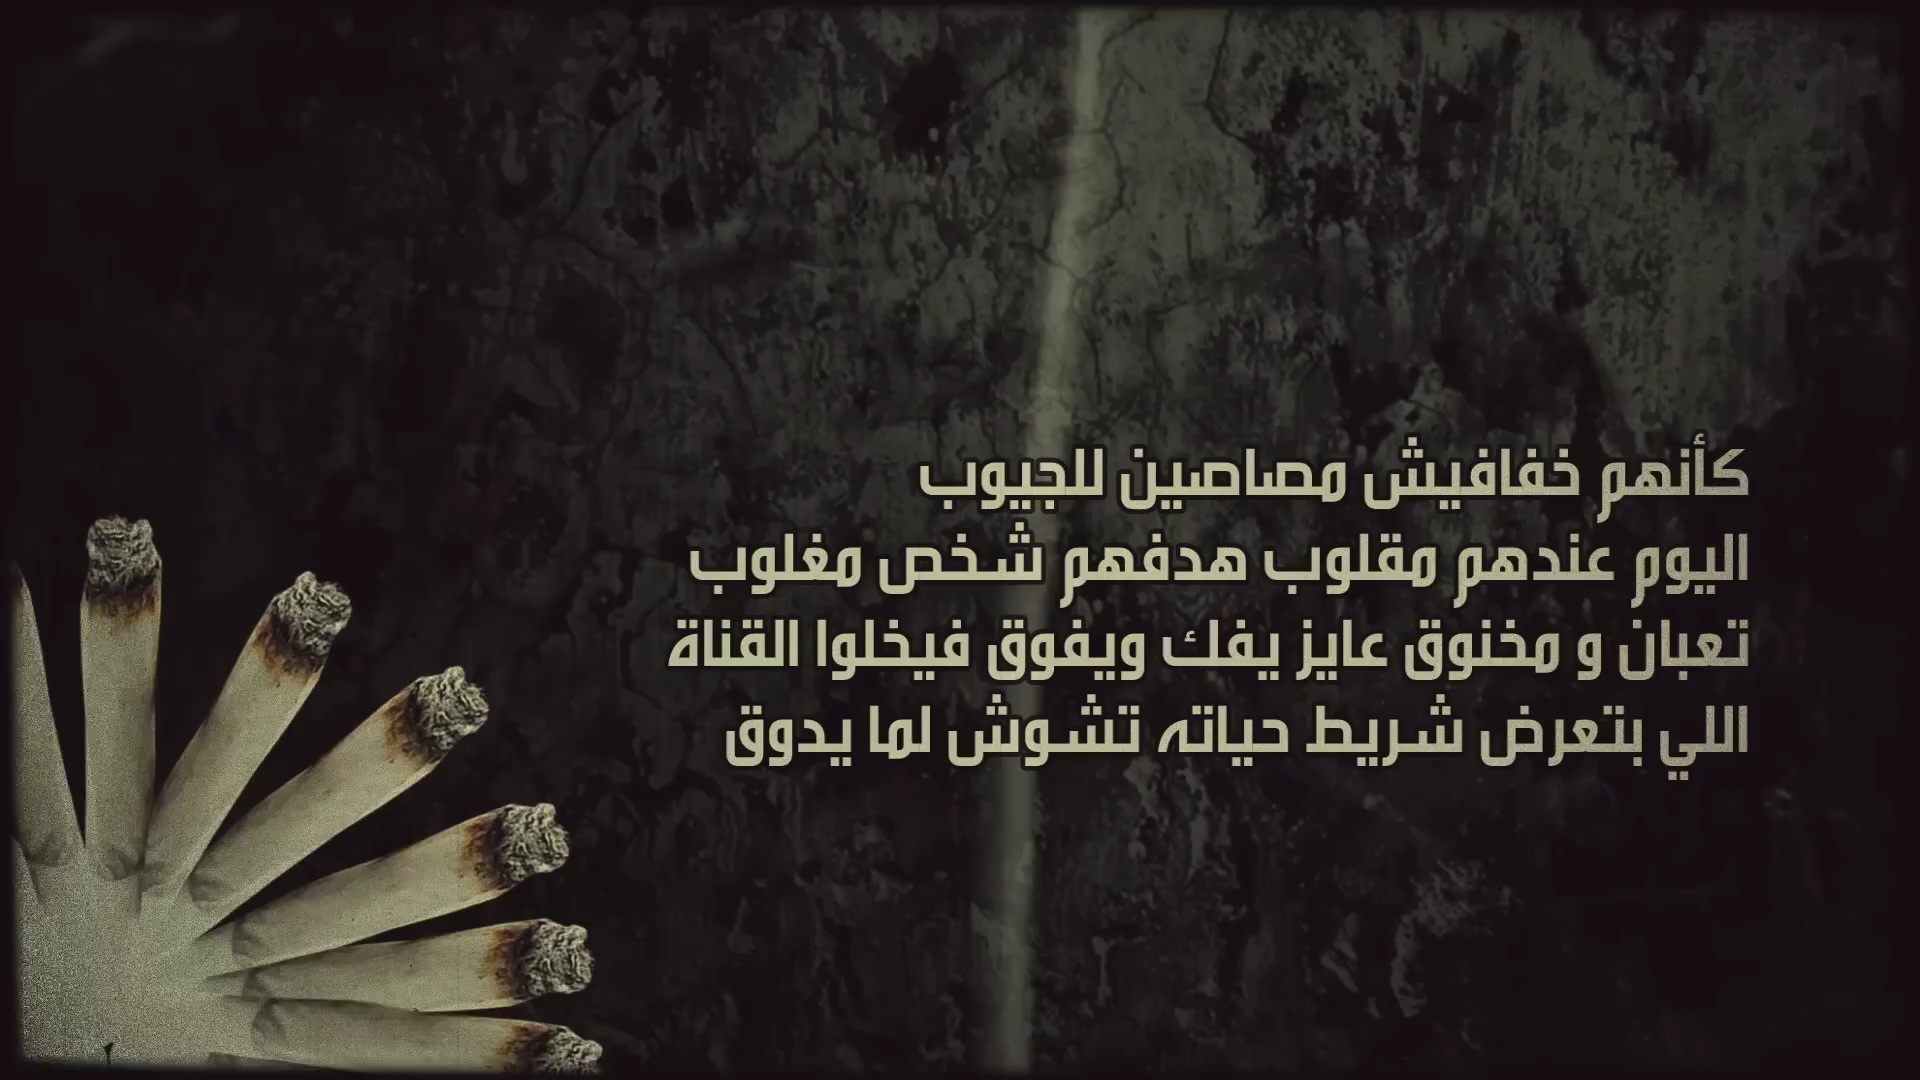 كأنهم خفافيش مصاصين للجيوب
اليوم عندهم مقلوب هدفهم شخص مغلوب
تعبان و مخنوق عايز يفك ويفوق فيخلوا القناة
اللي بتعرض شريط حياته تشوش لما يدوق